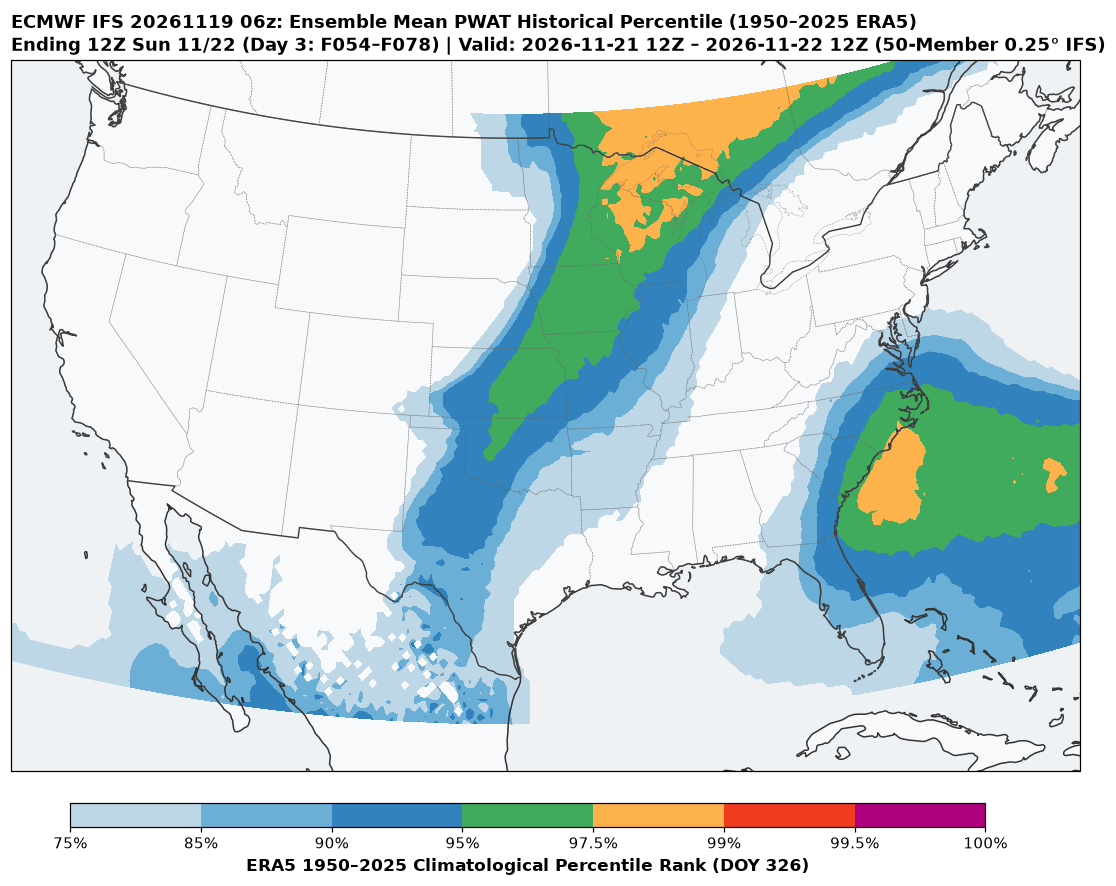 ECMWF IFS 20261119 06z: Ensemble Mean PWAT Historical Percentile (1950–2025 ERA5)
Ending 12Z Sun 11/22 (Day 3: F054–F078) | Valid: 2026-11-21 12Z – 2026-11-22 12Z (50-Member 0.25° IFS)
75% 85% 90% 95% 97.5% 99% 99.5% 100%
ERA5 1950–2025 Climatological Percentile Rank (DOY 326)